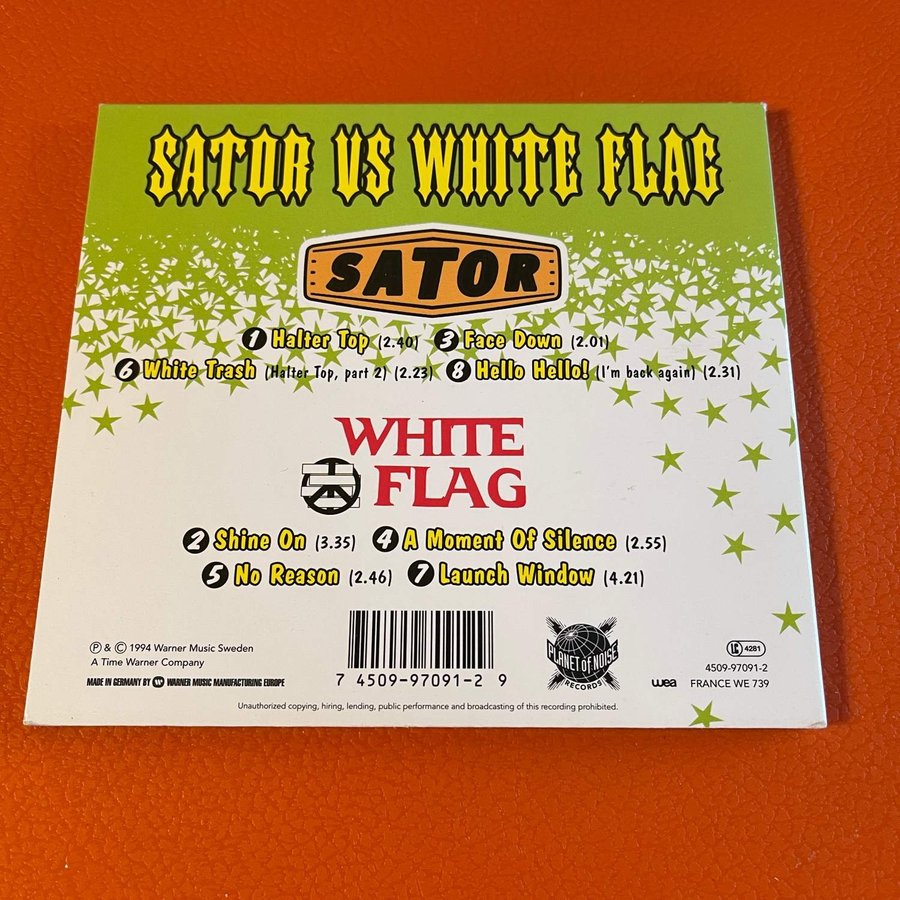 SATOR VS WHITE FLAG
SATOR
1 Halter Top (2.40) 3 Face Down (2.01)
6 White Trash (Halter Top, part 2) (2.23) 8 Hello Hello! (I'm back again) (2.31)
WHITE
FLAG
2 Shine On (3.35) 4 A Moment Of Silence (2.55)
5 No Reason (2.46) 7 Launch Window (4.21)
℗ & © 1994 Warner Music Sweden
A Time Warner Company
MADE IN GERMANY BY WARNER MUSIC MANUFACTURING EUROPE
7 4509-97091-2 9
PLANET OF NOISE
RECORDS
LC 4281
4509-97091-2
wea FRANCE WE 739
Unauthorized copying, hiring, lending, public performance and broadcasting of this recording prohibited.